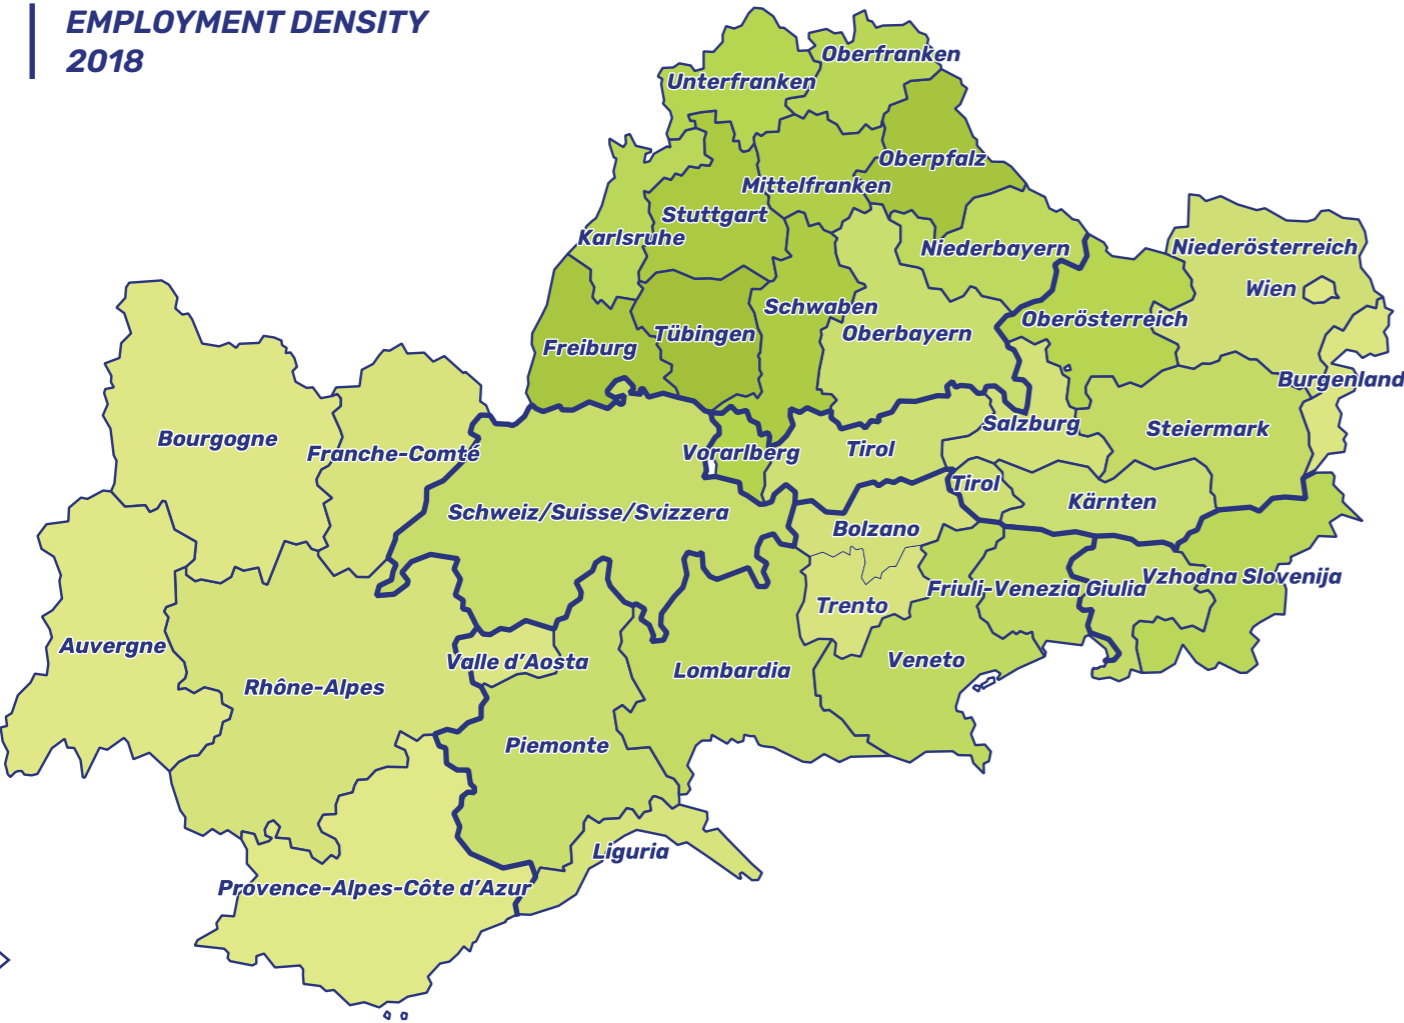 EMPLOYMENT DENSITY
2018
Oberfranken
Unterfranken
Oberpfalz
Mittelfranken
Stuttgart
Karlsruhe
Niederbayern
Niederösterreich
Wien
Schwaben
Oberösterreich
Tübingen
Oberbayern
Freiburg
Burgenland
Salzburg
Steiermark
Bourgogne
Franche-Comté
Vorarlberg
Tirol
Tirol
Kärnten
Schweiz/Suisse/Svizzera
Bolzano
Vzhodna Slovenija
Friuli-Venezia Giulia
Trento
Auvergne
Valle d'Aosta
Veneto
Lombardia
Rhône-Alpes
Piemonte
Liguria
Provence-Alpes-Côte d'Azur